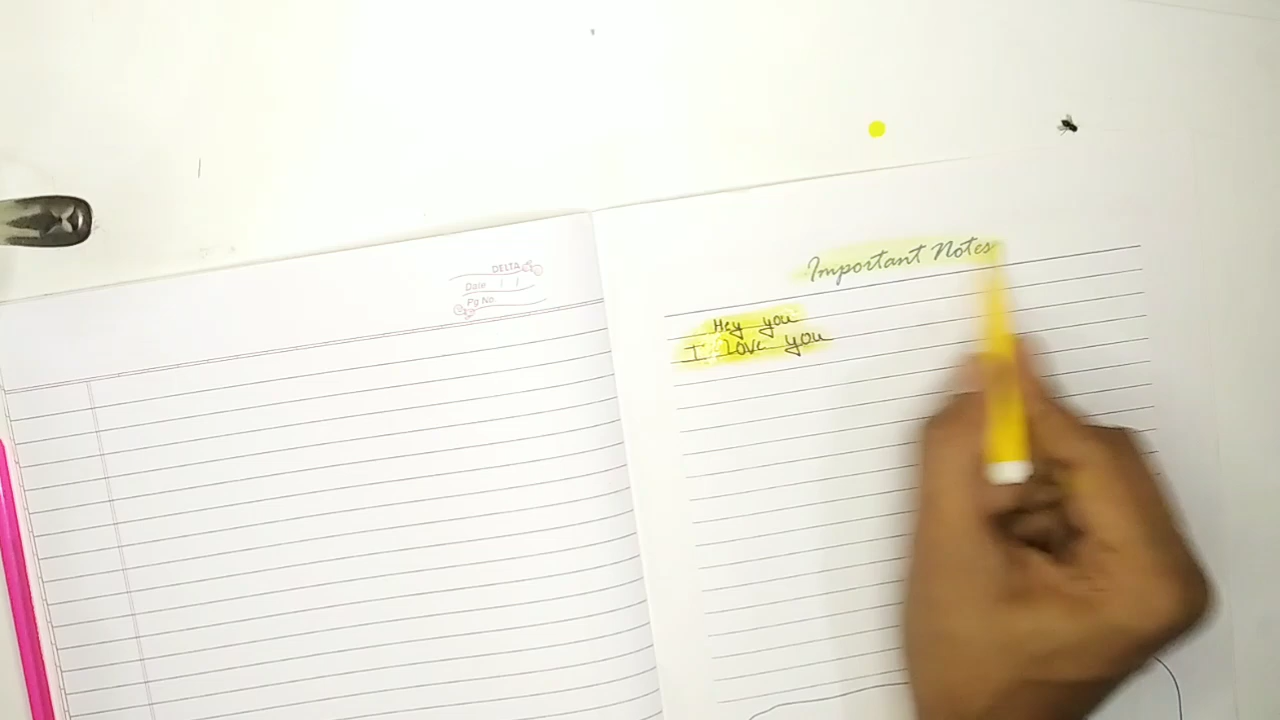 DELTA
Date
Pg No.
Important Notes
Hey you
I love you